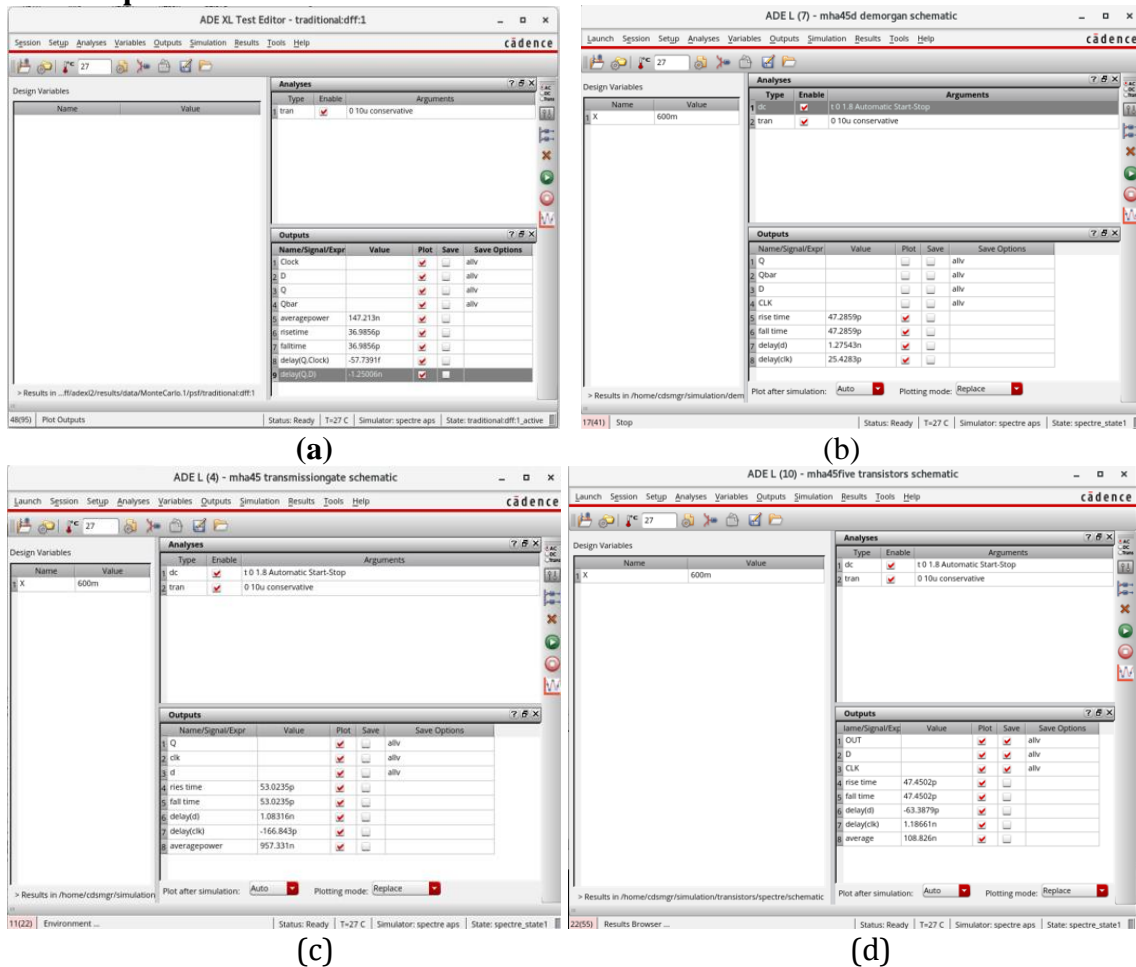 ADE XL Test Editor - traditional:dff:1
Session Setup Analyses Variables Outputs Simulation Results Tools Help
cādence
°C 27
Design Variables
Name Value
Analyses
Type Enable Arguments
1 tran 0 10u conservative
Outputs
Name/Signal/Expr Value Plot Save Save Options
1 Clock allv
2 D allv
3 Q allv
4 Qbar allv
5 averagepower 147.213n
6 risetime 36.9856p
7 falltime 36.9856p
8 delay(Q,Clock) -57.7391f
9 delay(Q,D) -1.25006n
> Results in ...ff/adexl2/results/data/MonteCarlo.1/psf/traditional:dff:1
48(95) Plot Outputs
Status: Ready T=27 C Simulator: spectre aps State: traditional:dff:1_active
(a)
ADE L (7) - mha45d demorgan schematic
Launch Session Setup Analyses Variables Outputs Simulation Results Tools Help
cādence
°C 27
Design Variables
Name Value
1 X 600m
Analyses
Type Enable Arguments
1 dc t 0 1.8 Automatic Start-Stop
2 tran 0 10u conservative
Outputs
Name/Signal/Expr Value Plot Save Save Options
1 Q allv
2 Qbar allv
3 D allv
4 CLK allv
5 rise time 47.2859p
6 fall time 47.2859p
7 delay(d) 1.27543n
8 delay(clk) 25.4283p
> Results in /home/cdsmgr/simulation/dem
Plot after simulation: Auto Plotting mode: Replace
17(41) Stop
Status: Ready T=27 C Simulator: spectre aps State: spectre_state1
(b)
ADE L (4) - mha45 transmissiongate schematic
Launch Session Setup Analyses Variables Outputs Simulation Results Tools Help
cādence
°C 27
Design Variables
Name Value
1 X 600m
Analyses
Type Enable Arguments
1 dc t 0 1.8 Automatic Start-Stop
2 tran 0 10u conservative
Outputs
Name/Signal/Expr Value Plot Save Save Options
1 Q allv
2 clk allv
3 d allv
4 ries time 53.0235p
5 fall time 53.0235p
6 delay(d) 1.08316n
7 delay(clk) -166.843p
8 averagepower 957.331n
> Results in /home/cdsmgr/simulation
Plot after simulation: Auto Plotting mode: Replace
11(22) Environment ...
Status: Ready T=27 C Simulator: spectre aps State: spectre_state1
(c)
ADE L (10) - mha45five transistors schematic
Launch Session Setup Analyses Variables Outputs Simulation Results Tools Help
cādence
°C 27
Design Variables
Name Value
1 X 600m
Analyses
Type Enable Arguments
1 dc t 0 1.8 Automatic Start-Stop
2 tran 0 10u conservative
Outputs
lame/Signal/Exp Value Plot Save Save Options
1 OUT allv
2 D allv
3 CLK allv
4 rise time 47.4502p
5 fall time 47.4502p
6 delay(d) -63.3879p
7 delay(clk) 1.18661n
8 average 108.826n
> Results in /home/cdsmgr/simulation/transistors/spectre/schematic
Plot after simulation: Auto Plotting mode: Replace
22(55) Results Browser ...
Status: Ready T=27 C Simulator: spectre aps State: spectre_state1
(d)